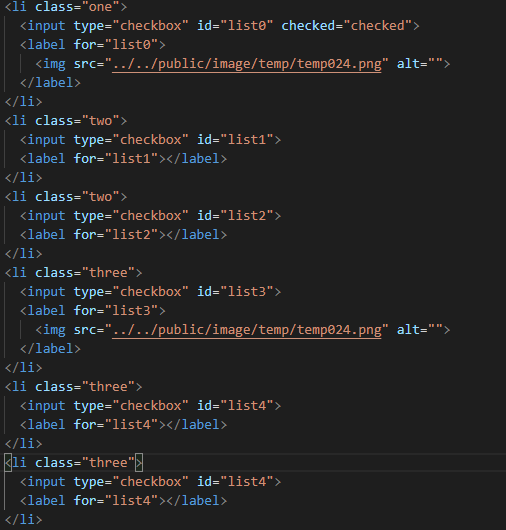 <li class="one">
<input type="checkbox" id="list0" checked="checked">
<label for="list0">
<img src="../../public/image/temp/temp024.png" alt="">
</label>
</li>
<li class="two">
<input type="checkbox" id="list1">
<label for="list1"></label>
</li>
<li class="two">
<input type="checkbox" id="list2">
<label for="list2"></label>
</li>
<li class="three">
<input type="checkbox" id="list3">
<label for="list3">
<img src="../../public/image/temp/temp024.png" alt="">
</label>
</li>
<li class="three">
<input type="checkbox" id="list4">
<label for="list4"></label>
</li>
<li class="three">
<input type="checkbox" id="list4">
<label for="list4"></label>
</li>